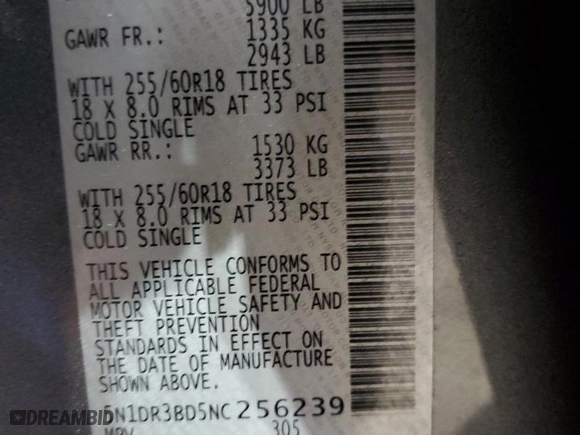 5900 LB
GAWR FR.: 1335 KG
2943 LB
WITH 255/60R18 TIRES
18 X 8.0 RIMS AT 33 PSI
COLD SINGLE
GAWR RR.: 1530 KG
3373 LB
WITH 255/60R18 TIRES
18 X 8.0 RIMS AT 33 PSI
COLD SINGLE
THIS VEHICLE CONFORMS TO
ALL APPLICABLE FEDERAL
MOTOR VEHICLE SAFETY AND
THEFT PREVENTION
STANDARDS IN EFFECT ON
THE DATE OF MANUFACTURE
SHOWN ABOVE.
N1DR3BD5NC256239
MPV 305
DREAMBID